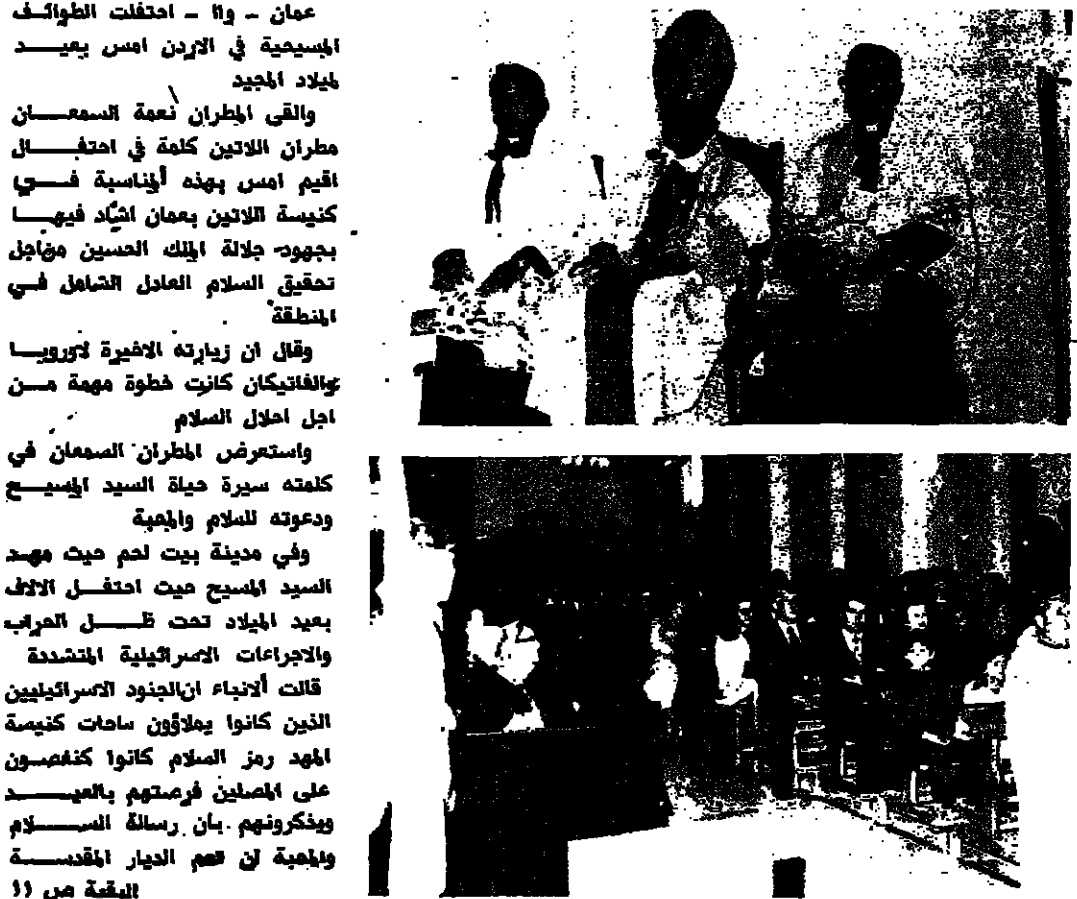 عمان ـ وا ـ احتفلت الطوائف
المسيحية في الاردن امس بعيد
لميلاد المجيد
والقى المطران نعمة السمعان
مطران اللاتين كلمة في احتفال
اقيم امس بهذه المناسبة في
كنيسة اللاتين بعمان اشاد فيها
بجهود جلالة الملك الحسين من اجل
تحقيق السلام العادل الشامل في
المنطقة
وقال ان زيارته الاخيرة لاوروبا
والفاتيكان كانت خطوة مهمة من
اجل احلال السلام
واستعرض المطران السمعان في
كلمته سيرة حياة السيد المسيح
ودعوته للسلام والمحبة
وفي مدينة بيت لحم حيث مهد
السيد المسيح حيث احتفل الالاف
بعيد الميلاد تحت ظل الحراب
والاجراءات الاسرائيلية المتشددة
قالت ألانباء ان الجنود الاسرائيليين
الذين كانوا يملاؤون ساحات كنيسة
المهد رمز السلام كانوا
على المصلين فرحتهم بالعيد
ويذكرونهم بان رسالة السلام
والمحبة لن تعم الديار المقدسة
البقية ص ١١